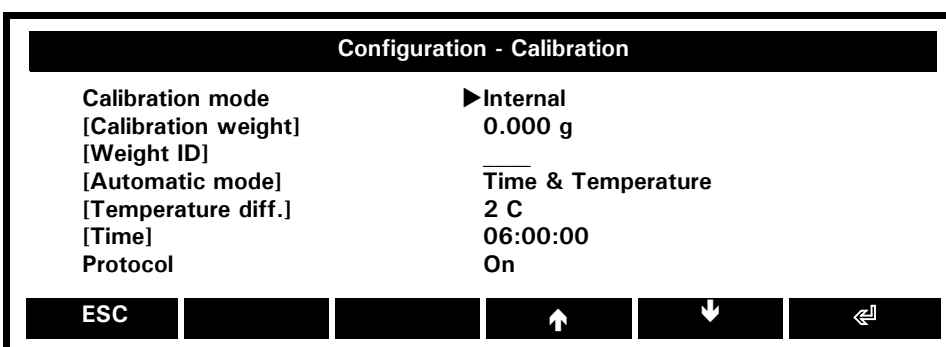 Configuration - Calibration
Calibration mode ▶Internal
[Calibration weight] 0.000 g
[Weight ID] ____
[Automatic mode] Time & Temperature
[Temperature diff.] 2 C
[Time] 06:00:00
Protocol On
ESC ↑ ↓ ↵